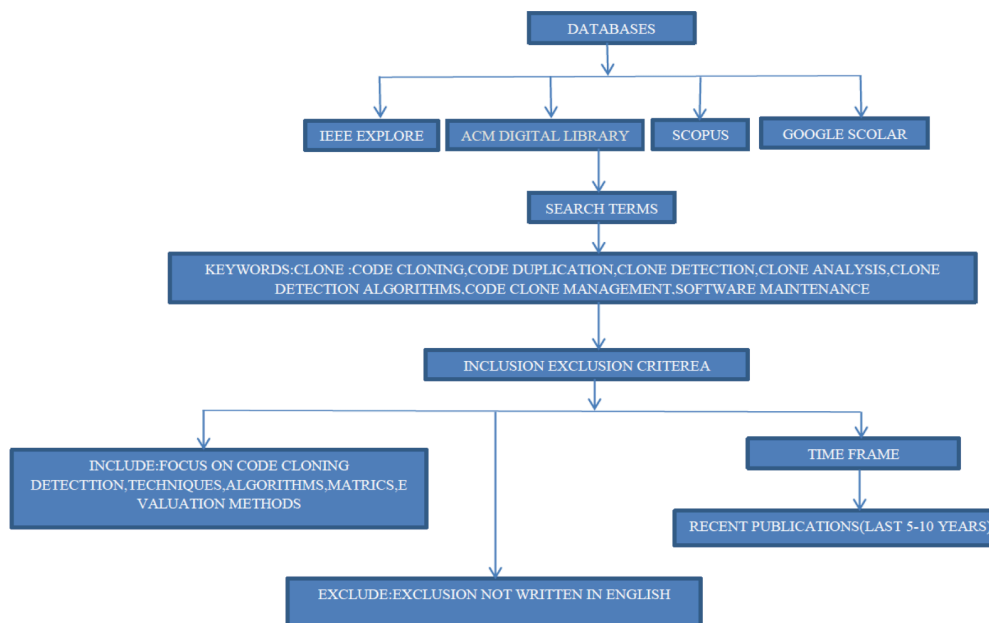 DATABASES
IEEE EXPLORE
ACM DIGITAL LIBRARY
SCOPUS
GOOGLE SCOLAR
SEARCH TERMS
KEYWORDS:CLONE :CODE CLONING,CODE DUPLICATION,CLONE DETECTION,CLONE ANALYSIS,CLONE
DETECTION ALGORITHMS,CODE CLONE MANAGEMENT,SOFTWARE MAINTENANCE
INCLUSION EXCLUSION CRITEREA
INCLUDE:FOCUS ON CODE CLONING
DETECTTION,TECHNIQUES,ALGORITHMS,MATRICS,E
VALUATION METHODS
TIME FRAME
RECENT PUBLICATIONS(LAST 5-10 YEARS)
EXCLUDE:EXCLUSION NOT WRITTEN IN ENGLISH